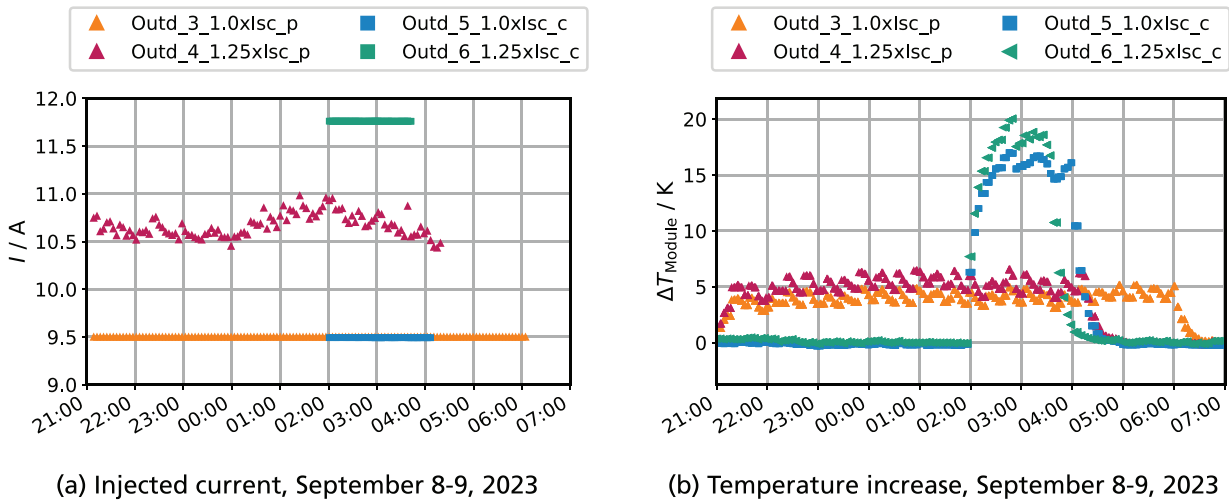 Outd_3_1.0xIsc_p Outd_5_1.0xIsc_c
Outd_4_1.25xIsc_p Outd_6_1.25xIsc_c
12.0
11.5
11.0
10.5
10.0
9.5
9.0
I / A
21:00 22:00 23:00 00:00 01:00 02:00 03:00 04:00 05:00 06:00 07:00
(a) Injected current, September 8-9, 2023
Outd_3_1.0xIsc_p Outd_5_1.0xIsc_c
Outd_4_1.25xIsc_p Outd_6_1.25xIsc_c
20
15
10
5
0
ΔT_Module / K
21:00 22:00 23:00 00:00 01:00 02:00 03:00 04:00 05:00 06:00 07:00
(b) Temperature increase, September 8-9, 2023